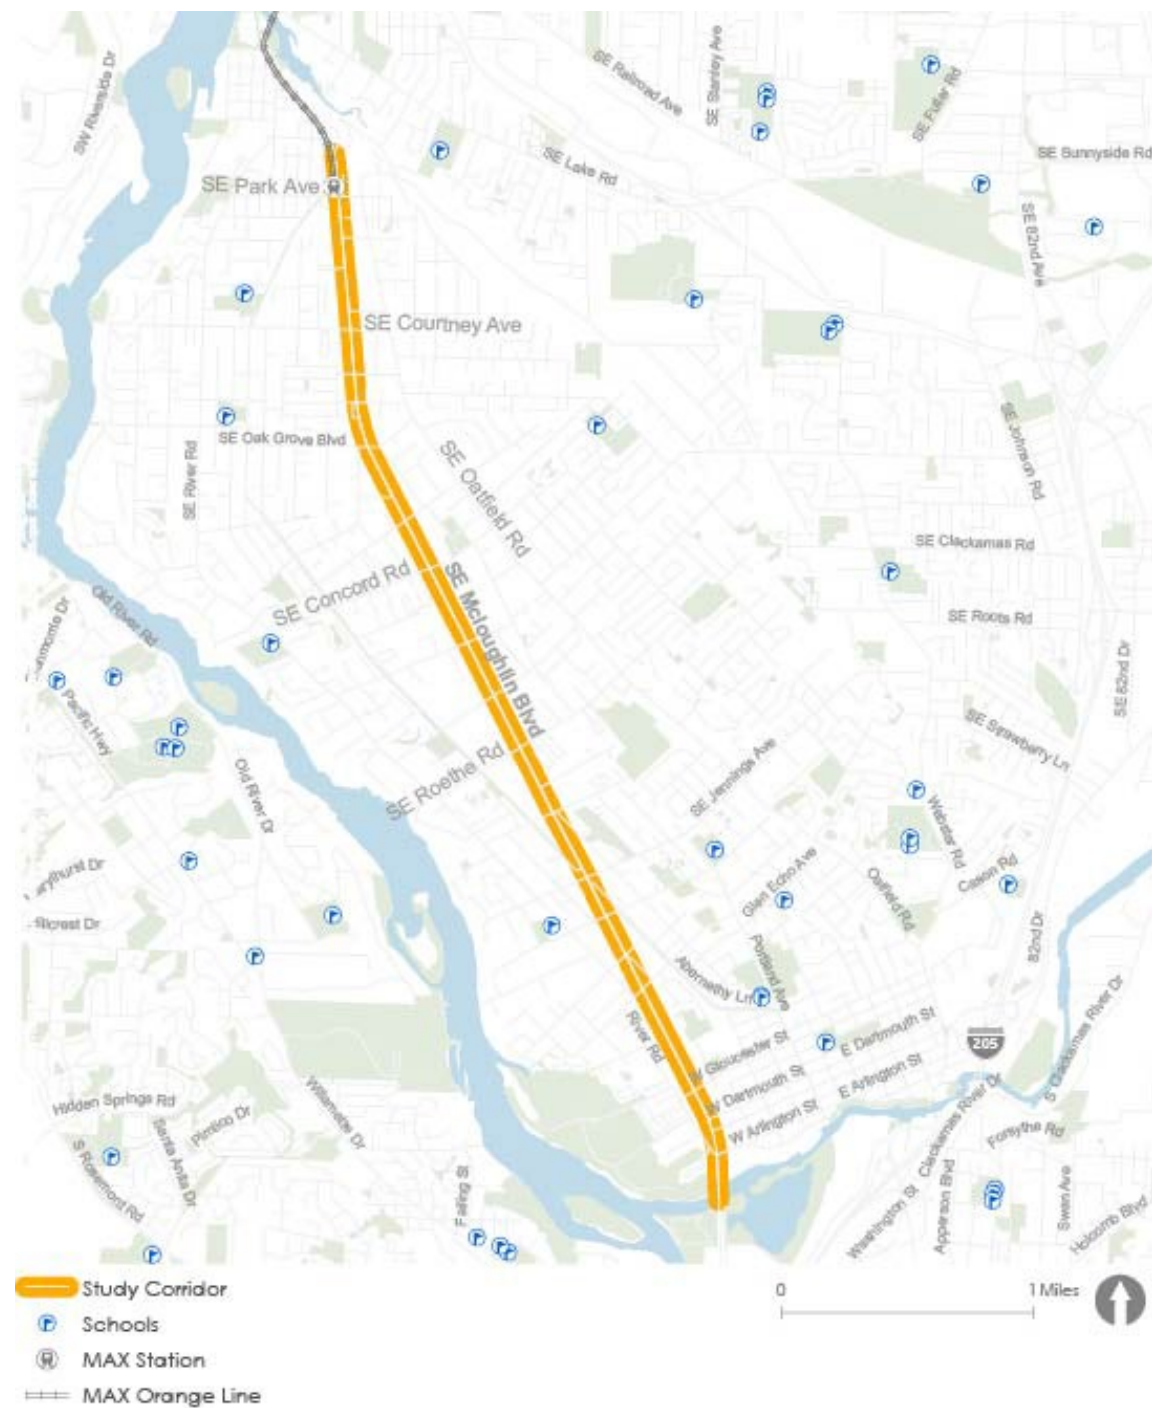 SW Riverside Dr
SE Railroad Ave
SE Stanley Ave
SE Fuller Rd
SE Sunnyside Rd
SE Lake Rd
SE Park Ave
SE 82nd Ave
SE Courtney Ave
SE Oak Grove Blvd
SE River Rd
SE Oatfield Rd
SE Johnson Rd
SE Clackamas Rd
SE Concord Rd
SE Mcloughlin Blvd
Old River Rd
SE Roots Rd
SE 82nd Dr
Pacific Hwy
SE Strawberry Ln
SE Roethe Rd
SE Jennings Ave
Old River Dr
Webster Rd
Glen Echo Ave
Oatfield Rd
Cason Rd
82nd Dr
Portland Ave
Abernethy Ln
River Rd
W Gloucester St
E Dartmouth St
205
S Clackamas River Dr
W Dartmouth St
E Arlington St
W Arlington St
Hidden Springs Rd
Pimlico Dr
Willamette Dr
Santa Anita Dr
S Rosemont Rd
Failing St
Clackamas River Dr
Forsythe Rd
Washington St
Apperson Blvd
Swan Ave
Holcomb Blvd
Study Corridor
0 1 Miles
Schools
MAX Station
MAX Orange Line